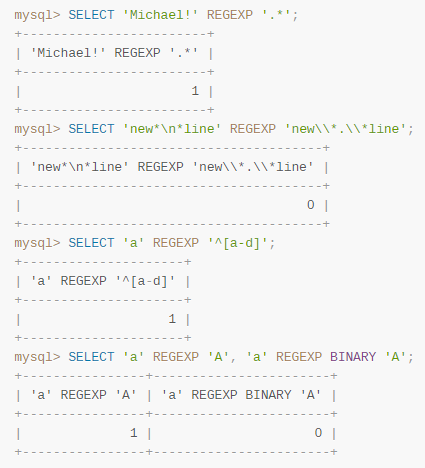 mysql> SELECT 'Michael!' REGEXP '.*';
+------------------------+
| 'Michael!' REGEXP '.*' |
+------------------------+
|                      1 |
+------------------------+
mysql> SELECT 'new*\n*line' REGEXP 'new\\*.\\*line';
+---------------------------------------+
| 'new*\n*line' REGEXP 'new\\*.\\*line' |
+---------------------------------------+
|                                     0 |
+---------------------------------------+
mysql> SELECT 'a' REGEXP '^[a-d]';
+---------------------+
| 'a' REGEXP '^[a-d]' |
+---------------------+
|                   1 |
+---------------------+
mysql> SELECT 'a' REGEXP 'A', 'a' REGEXP BINARY 'A';
+----------------+-----------------------+
| 'a' REGEXP 'A' | 'a' REGEXP BINARY 'A' |
+----------------+-----------------------+
|              1 |                     0 |
+----------------+-----------------------+